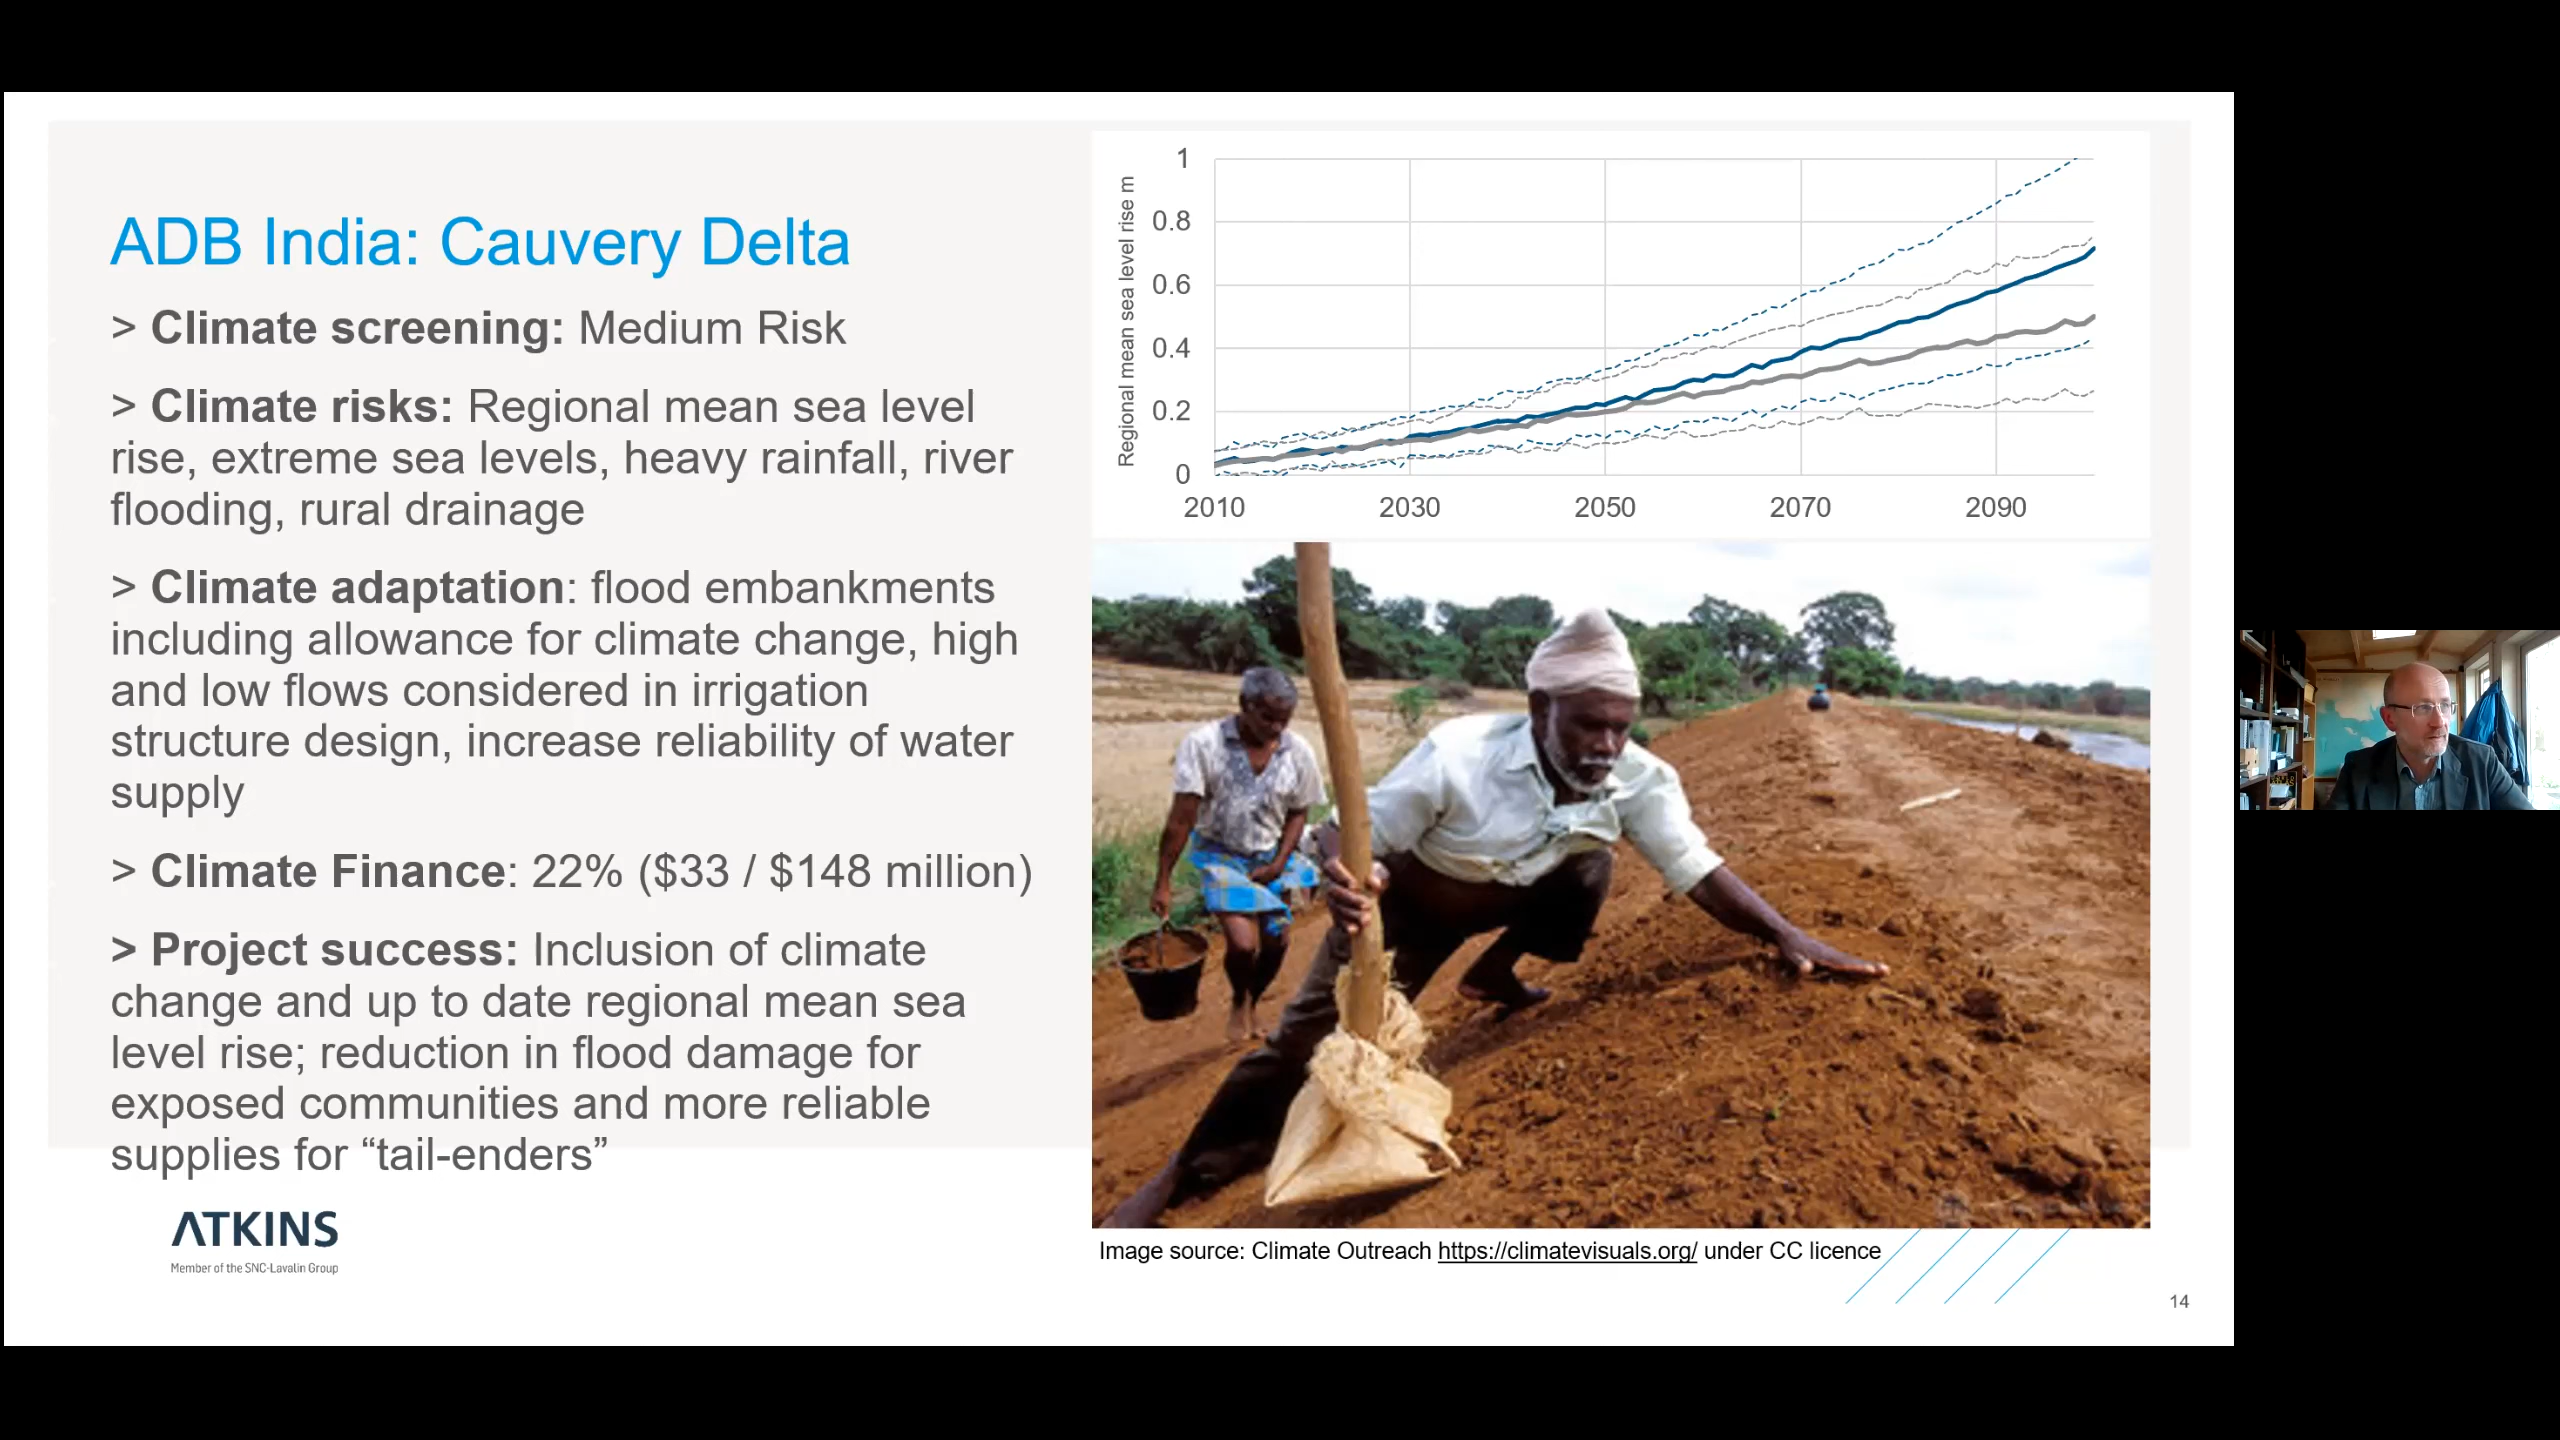 ADB India: Cauvery Delta
> Climate screening: Medium Risk
> Climate risks: Regional mean sea level
rise, extreme sea levels, heavy rainfall, river
flooding, rural drainage
> Climate adaptation: flood embankments
including allowance for climate change, high
and low flows considered in irrigation
structure design, increase reliability of water
supply
> Climate Finance: 22% ($33 / $148 million)
> Project success: Inclusion of climate
change and up to date regional mean sea
level rise; reduction in flood damage for
exposed communities and more reliable
supplies for “tail-enders”
ATKINS
Member of the SNC-Lavalin Group
Regional mean sea level rise m
1
0.8
0.6
0.4
0.2
0
2010 2030 2050 2070 2090
Image source: Climate Outreach https://climatevisuals.org/ under CC licence
14